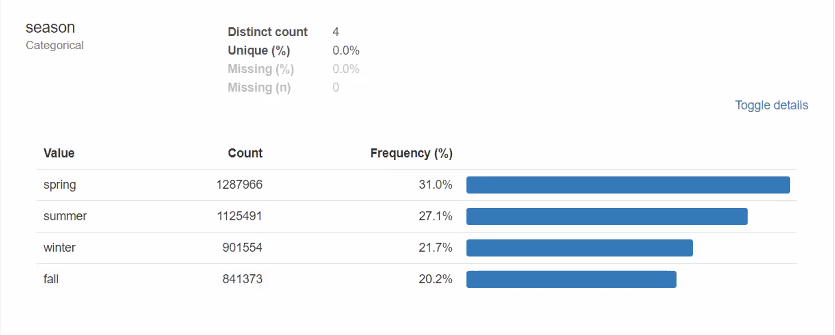 season
Categorical
Distinct count 4
Unique (%) 0.0%
Missing (%) 0.0%
Missing (n) 0
Toggle details
Value Count Frequency (%)
spring 1287966 31.0%
summer 1125491 27.1%
winter 901554 21.7%
fall 841373 20.2%